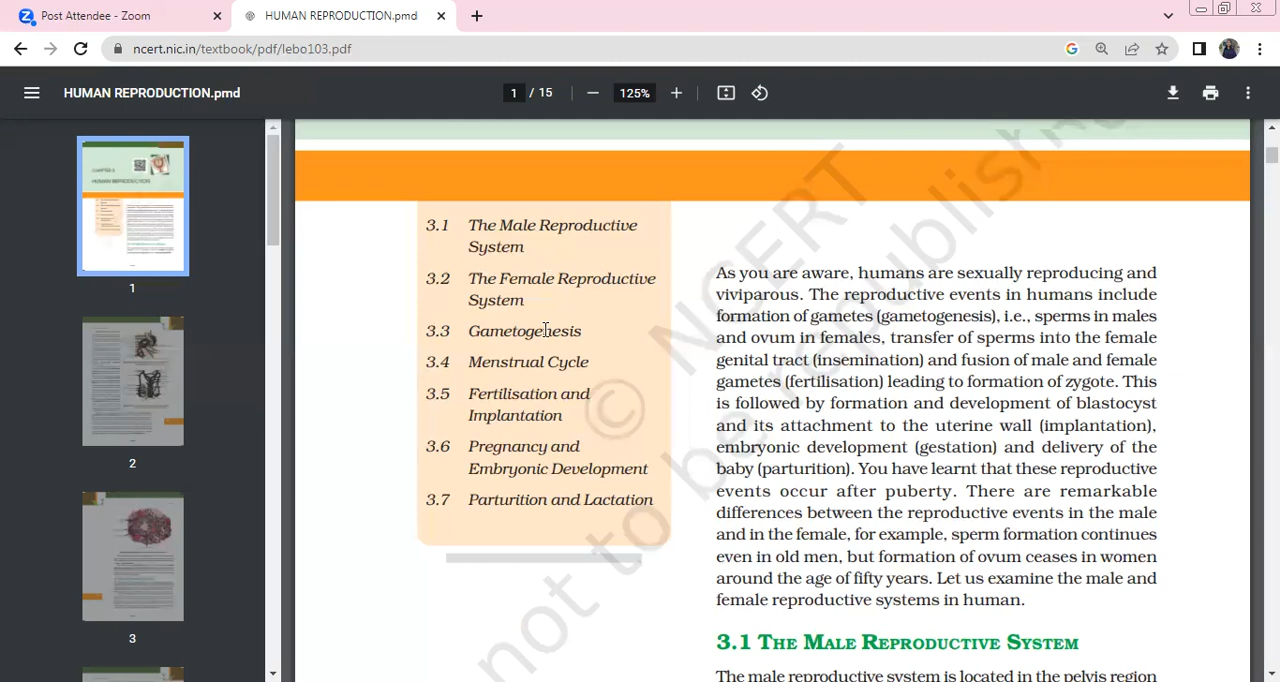 Post Attendee - Zoom
HUMAN REPRODUCTION.pmd
ncert.nic.in/textbook/pdf/lebo103.pdf
HUMAN REPRODUCTION.pmd
1 / 15
125%
1
2
3
3.1 The Male Reproductive
System
3.2 The Female Reproductive
System
3.3 Gametogenesis
3.4 Menstrual Cycle
3.5 Fertilisation and
Implantation
3.6 Pregnancy and
Embryonic Development
3.7 Parturition and Lactation
As you are aware, humans are sexually reproducing and
viviparous. The reproductive events in humans include
formation of gametes (gametogenesis), i.e., sperms in males
and ovum in females, transfer of sperms into the female
genital tract (insemination) and fusion of male and female
gametes (fertilisation) leading to formation of zygote. This
is followed by formation and development of blastocyst
and its attachment to the uterine wall (implantation),
embryonic development (gestation) and delivery of the
baby (parturition). You have learnt that these reproductive
events occur after puberty. There are remarkable
differences between the reproductive events in the male
and in the female, for example, sperm formation continues
even in old men, but formation of ovum ceases in women
around the age of fifty years. Let us examine the male and
female reproductive systems in human.
3.1 THE MALE REPRODUCTIVE SYSTEM
The male reproductive system is located in the pelvis region
© NCERT
not to be republish